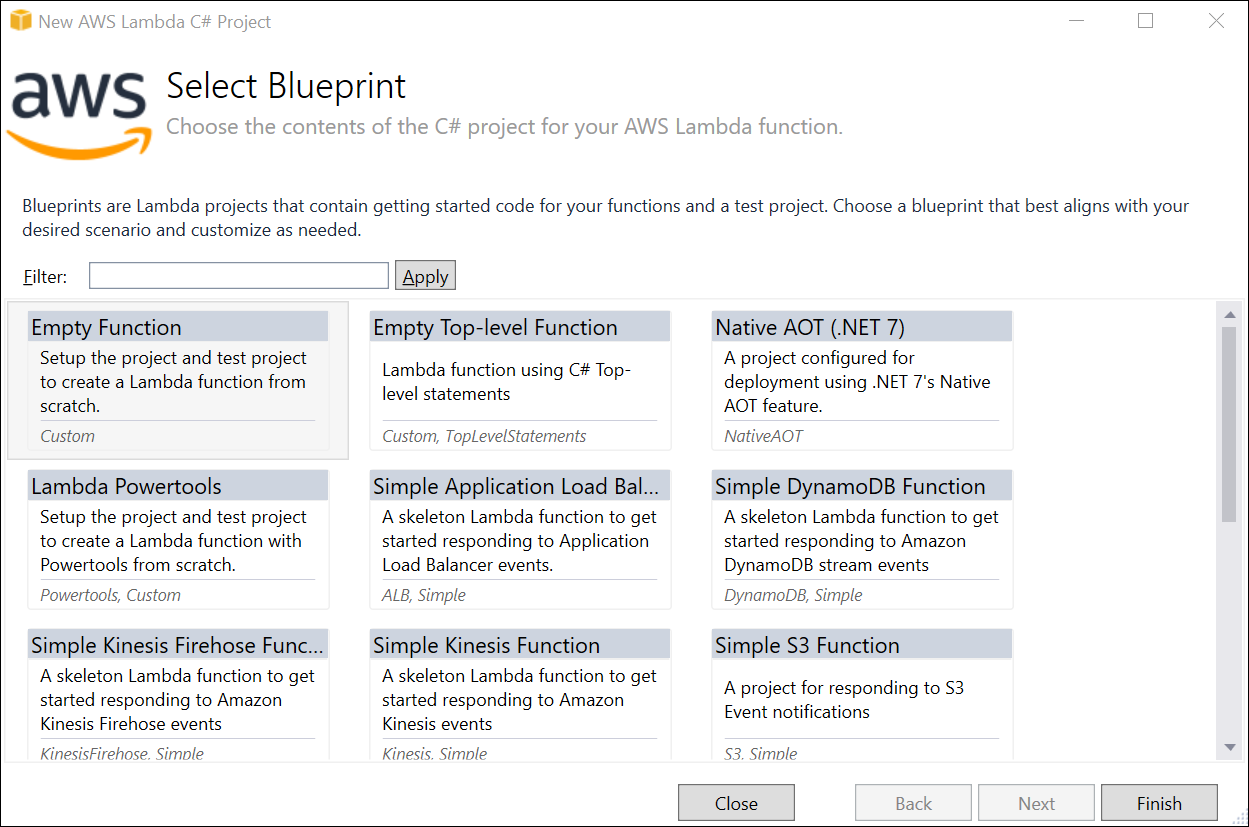 New AWS Lambda C# Project
aws
Select Blueprint
Choose the contents of the C# project for your AWS Lambda function.
Blueprints are Lambda projects that contain getting started code for your functions and a test project. Choose a blueprint that best aligns with your
desired scenario and customize as needed.
Filter:
Apply
Empty Function
Setup the project and test project
to create a Lambda function from
scratch.
Custom
Empty Top-level Function
Lambda function using C# Top-
level statements
Custom, TopLevelStatements
Native AOT (.NET 7)
A project configured for
deployment using .NET 7's Native
AOT feature.
NativeAOT
Lambda Powertools
Setup the project and test project
to create a Lambda function with
Powertools from scratch.
Powertools, Custom
Simple Application Load Bal...
A skeleton Lambda function to get
started responding to Application
Load Balancer events.
ALB, Simple
Simple DynamoDB Function
A skeleton Lambda function to get
started responding to Amazon
DynamoDB stream events
DynamoDB, Simple
Simple Kinesis Firehose Func...
A skeleton Lambda function to get
started responding to Amazon
Kinesis Firehose events
KinesisFirehose, Simple
Simple Kinesis Function
A skeleton Lambda function to get
started responding to Amazon
Kinesis events
Kinesis, Simple
Simple S3 Function
A project for responding to S3
Event notifications
S3, Simple
Close
Back
Next
Finish